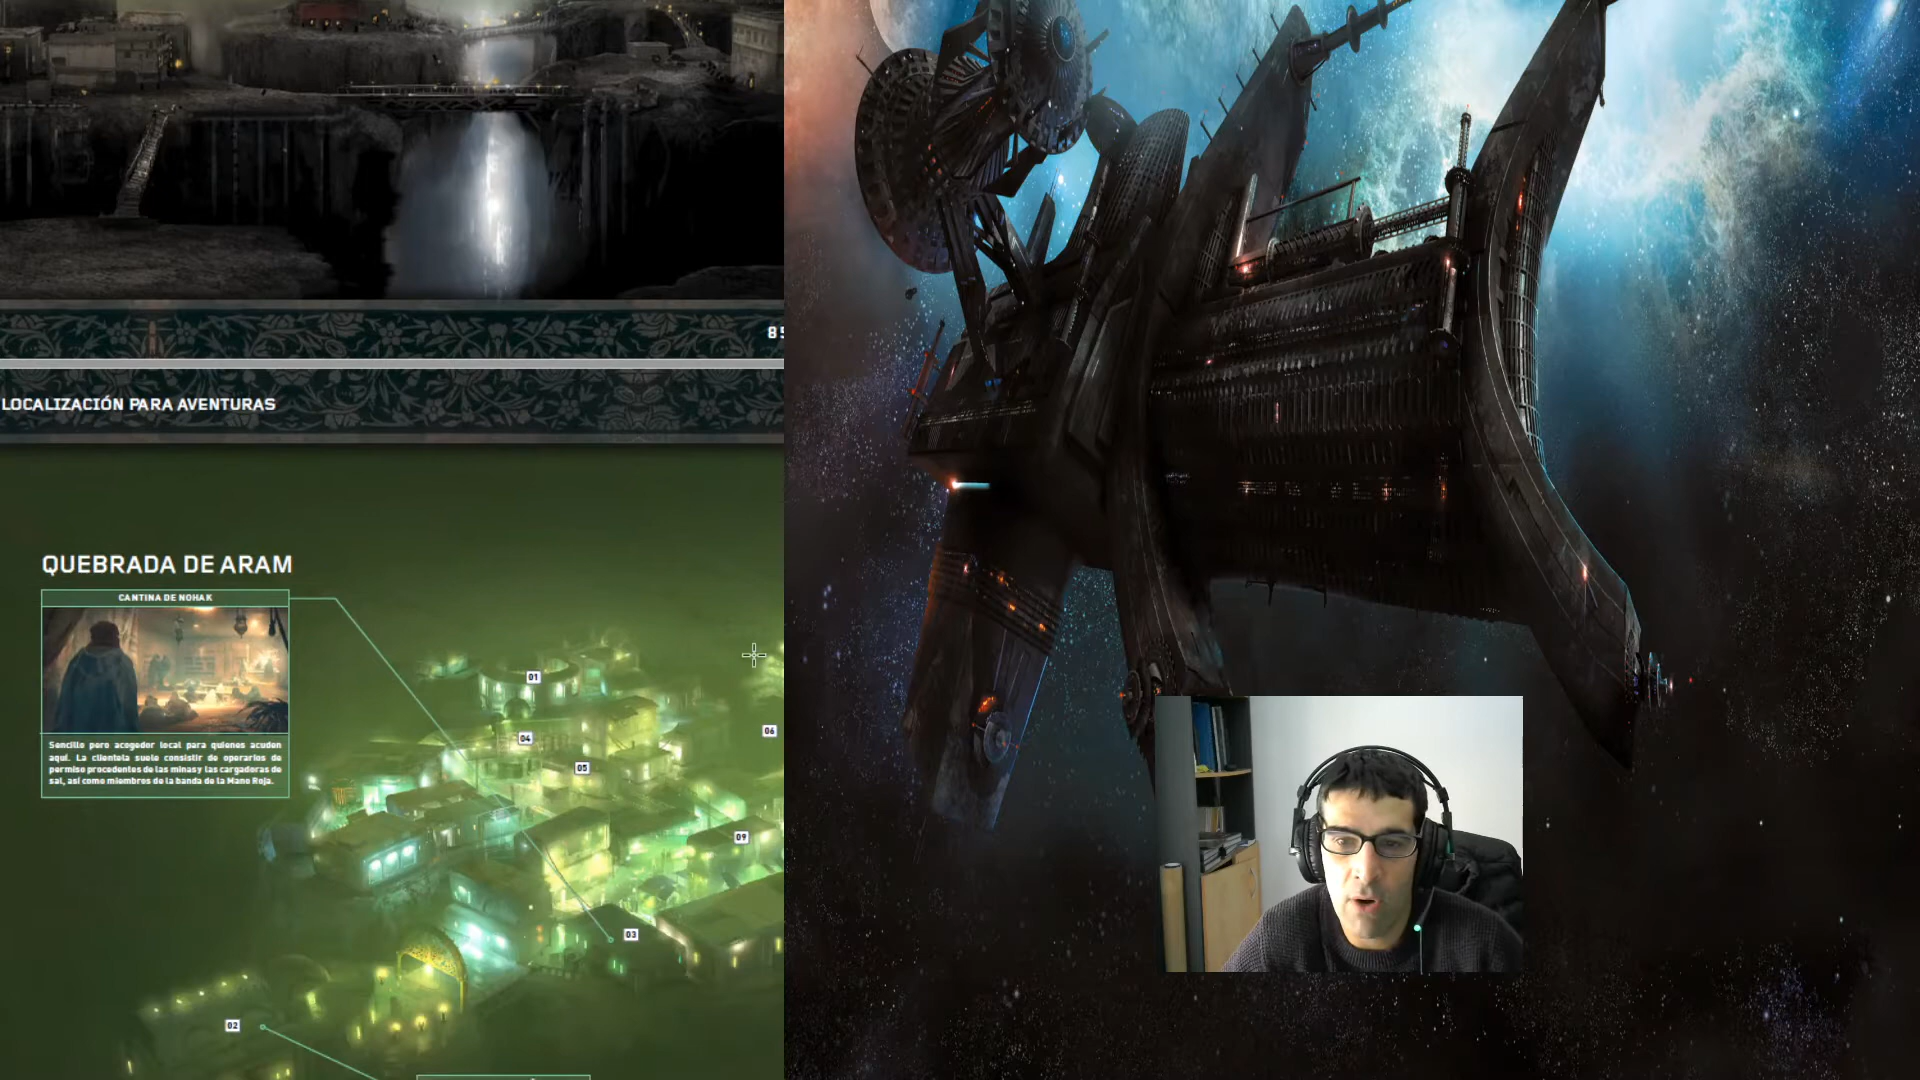 85
LOCALIZACIÓN PARA AVENTURAS
QUEBRADA DE ARAM
CANTINA DE NOHAK
Sencillo pero acogedor local para quienes acuden
aquí. La clientela suele consistir de operarios de
permiso procedentes de las minas y las cargadoras de
sal, así como miembros de la banda de la Mano Roja.
01
04
06
05
09
03
02